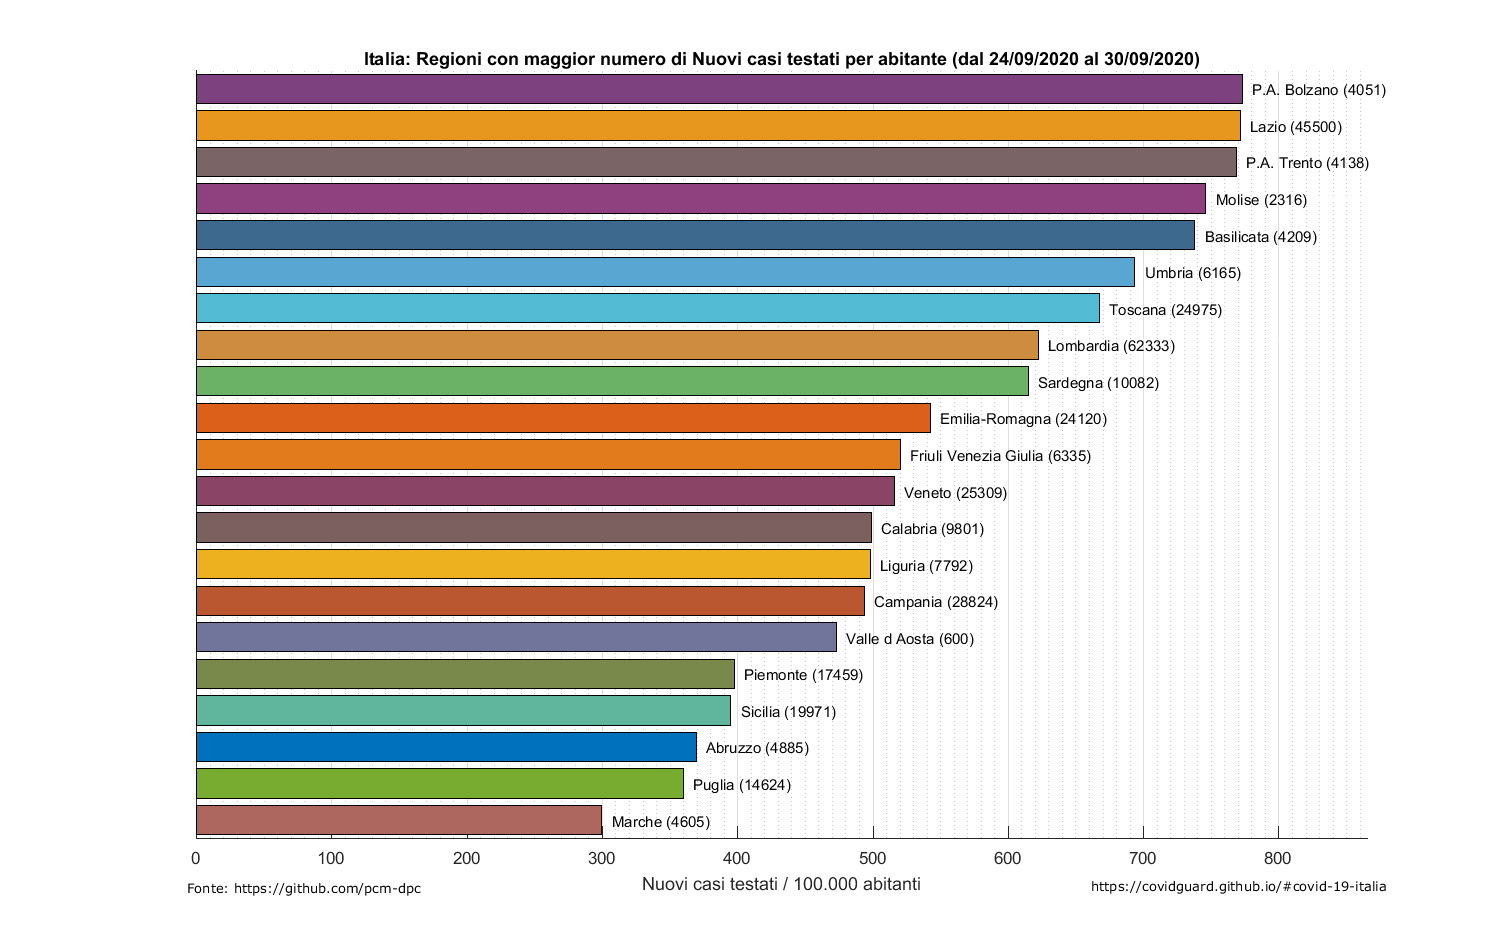 Italia: Regioni con maggior numero di Nuovi casi testati per abitante (dal 24/09/2020 al 30/09/2020)
P.A. Bolzano (4051)
Lazio (45500)
P.A. Trento (4138)
Molise (2316)
Basilicata (4209)
Umbria (6165)
Toscana (24975)
Lombardia (62333)
Sardegna (10082)
Emilia-Romagna (24120)
Friuli Venezia Giulia (6335)
Veneto (25309)
Calabria (9801)
Liguria (7792)
Campania (28824)
Valle d Aosta (600)
Piemonte (17459)
Sicilia (19971)
Abruzzo (4885)
Puglia (14624)
Marche (4605)
0 100 200 300 400 500 600 700 800
Nuovi casi testati / 100.000 abitanti
Fonte: https://github.com/pcm-dpc
https://covidguard.github.io/#covid-19-italia